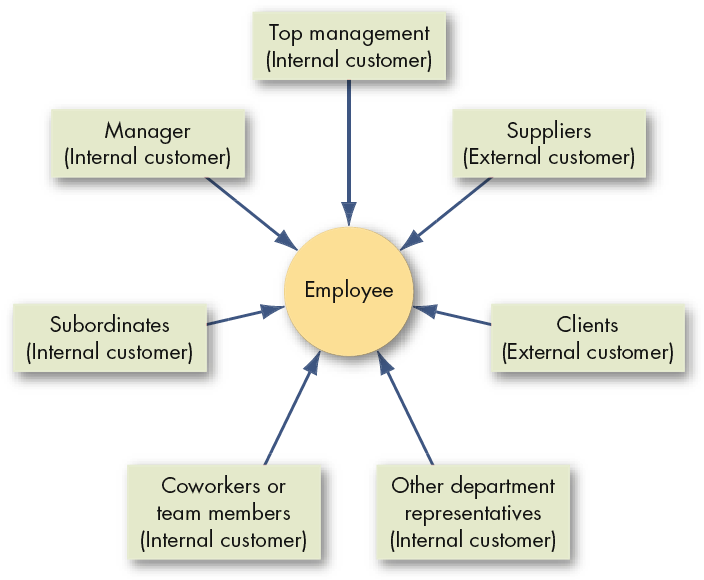 Top management
(Internal customer)
Manager
(Internal customer)
Suppliers
(External customer)
Employee
Subordinates
(Internal customer)
Clients
(External customer)
Coworkers or
team members
(Internal customer)
Other department
representatives
(Internal customer)